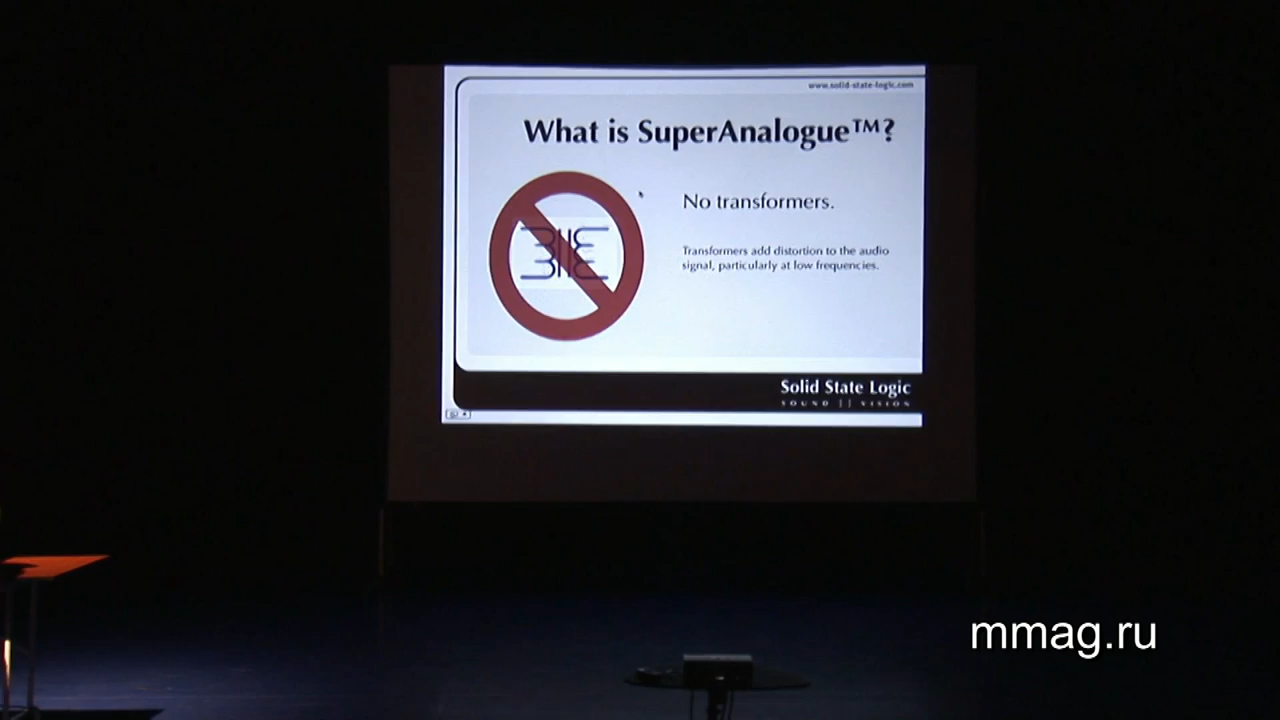 www.solid-state-logic.com
What is SuperAnalogue™?
No transformers.
Transformers add distortion to the audio
signal, particularly at low frequencies.
Solid State Logic
SOUND || VISION
mmag.ru